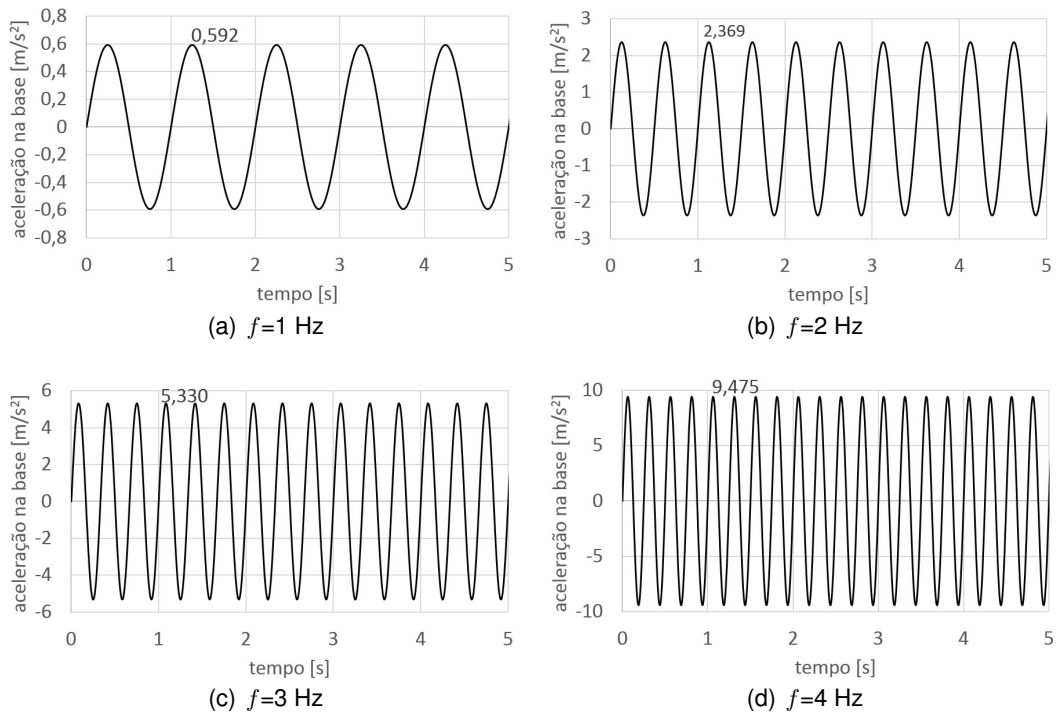 aceleração na base [m/s²]
0,8
0,6
0,4
0,2
0
-0,2
-0,4
-0,6
-0,8
0,592
0 1 2 3 4 5
tempo [s]
(a) f=1 Hz
aceleração na base [m/s²]
3
2
1
0
-1
-2
-3
2,369
0 1 2 3 4 5
tempo [s]
(b) f=2 Hz
aceleração na base [m/s²]
6
4
2
0
-2
-4
-6
5,330
0 1 2 3 4 5
tempo [s]
(c) f=3 Hz
aceleração na base [m/s²]
10
5
0
-5
-10
9,475
0 1 2 3 4 5
tempo [s]
(d) f=4 Hz